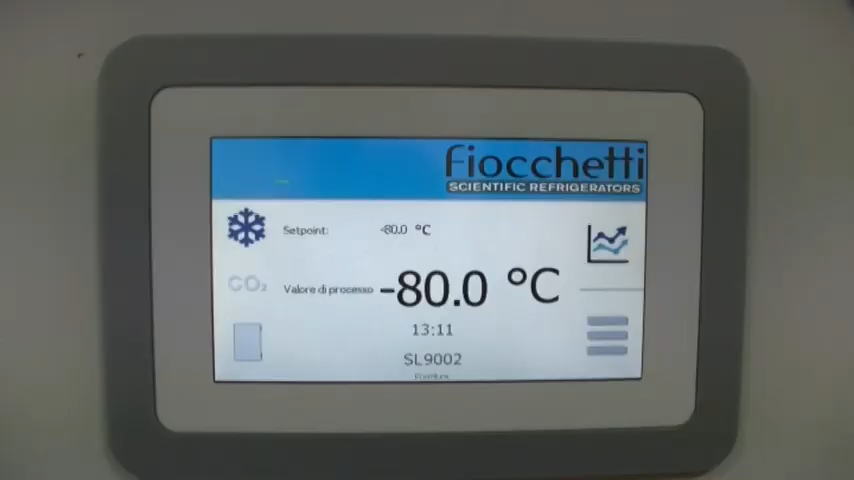 fiocchetti
SCIENTIFIC REFRIGERATORS
Setpoint: -80.0 °C
CO₂
Valore di processo -80.0 °C
13:11
SL9002